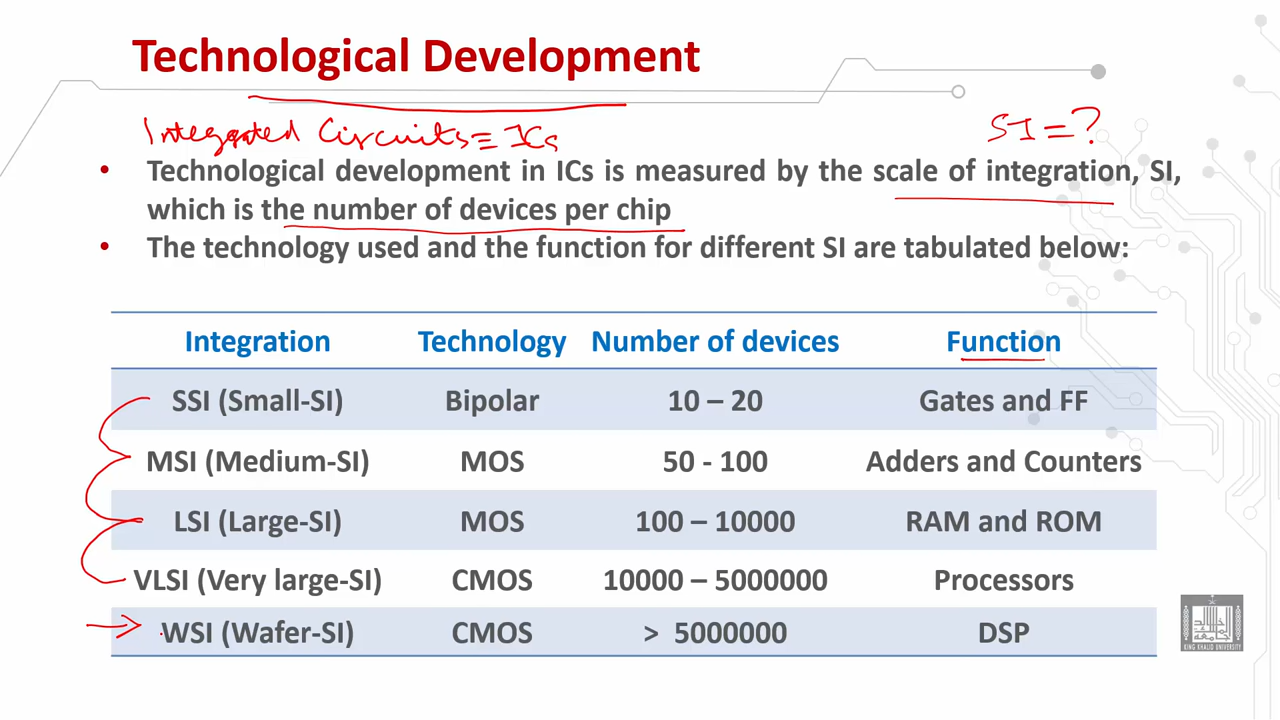 Technological Development
Integrated Circuits ≡ ICs
SI = ?
• Technological development in ICs is measured by the scale of integration, SI,
which is the number of devices per chip
• The technology used and the function for different SI are tabulated below:
Integration Technology Number of devices Function
SSI (Small-SI) Bipolar 10 – 20 Gates and FF
MSI (Medium-SI) MOS 50 - 100 Adders and Counters
LSI (Large-SI) MOS 100 – 10000 RAM and ROM
VLSI (Very large-SI) CMOS 10000 – 5000000 Processors
WSI (Wafer-SI) CMOS > 5000000 DSP
KING KHALID UNIVERSITY